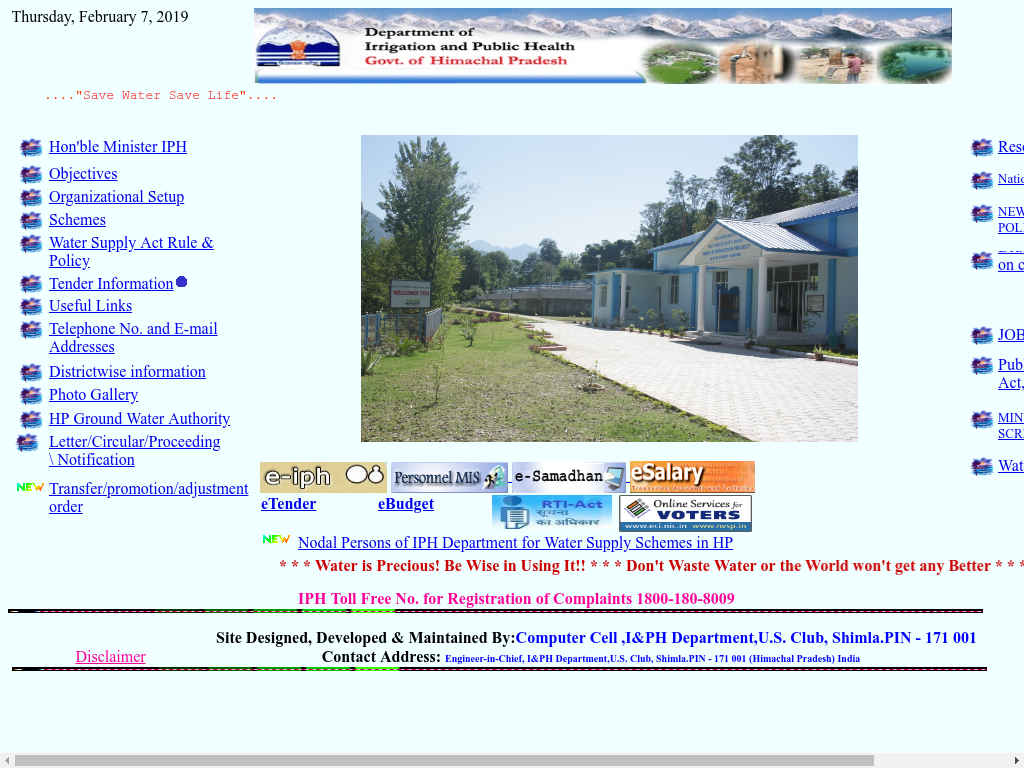 Thursday, February 7, 2019
Department of
Irrigation and Public Health
Govt. of Himachal Pradesh
...."Save Water Save Life"....
Hon'ble Minister IPH
Objectives
Organizational Setup
Schemes
Water Supply Act Rule &
Policy
Tender Information
Useful Links
Telephone No. and E-mail
Addresses
Districtwise information
Photo Gallery
HP Ground Water Authority
Letter/Circular/Proceeding
\ Notification
NEW Transfer/promotion/adjustment
order
WELCOMES YOU
e-iph
Personnel MIS
e-Samadhan
eSalary
eTender
eBudget
RTI-Act
सूचना
का अधिकार
Online Services for
VOTERS
www.eci.nic.in www.nvsp.in
NEW Nodal Persons of IPH Department for Water Supply Schemes in HP
* * * Water is Precious! Be Wise in Using It!! * * * Don't Waste Water or the World won't get any Better * * *
IPH Toll Free No. for Registration of Complaints 1800-180-8009
on c
JOB
Pub
Act,
NEW
POL
MIN
SCR
Wat
Site Designed, Developed & Maintained By:Computer Cell ,I&PH Department,U.S. Club, Shimla.PIN - 171 001
Disclaimer
Contact Address: Engineer-in-Chief, I&PH Department,U.S. Club, Shimla.PIN - 171 001 (Himachal Pradesh) India